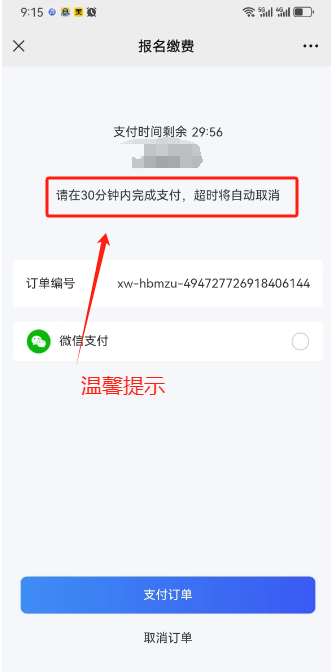 9:15
报名缴费
支付时间剩余 29:56
请在30分钟内完成支付，超时将自动取消
订单编号 xw-hbmzu-494727726918406144
微信支付
温馨提示
支付订单
取消订单